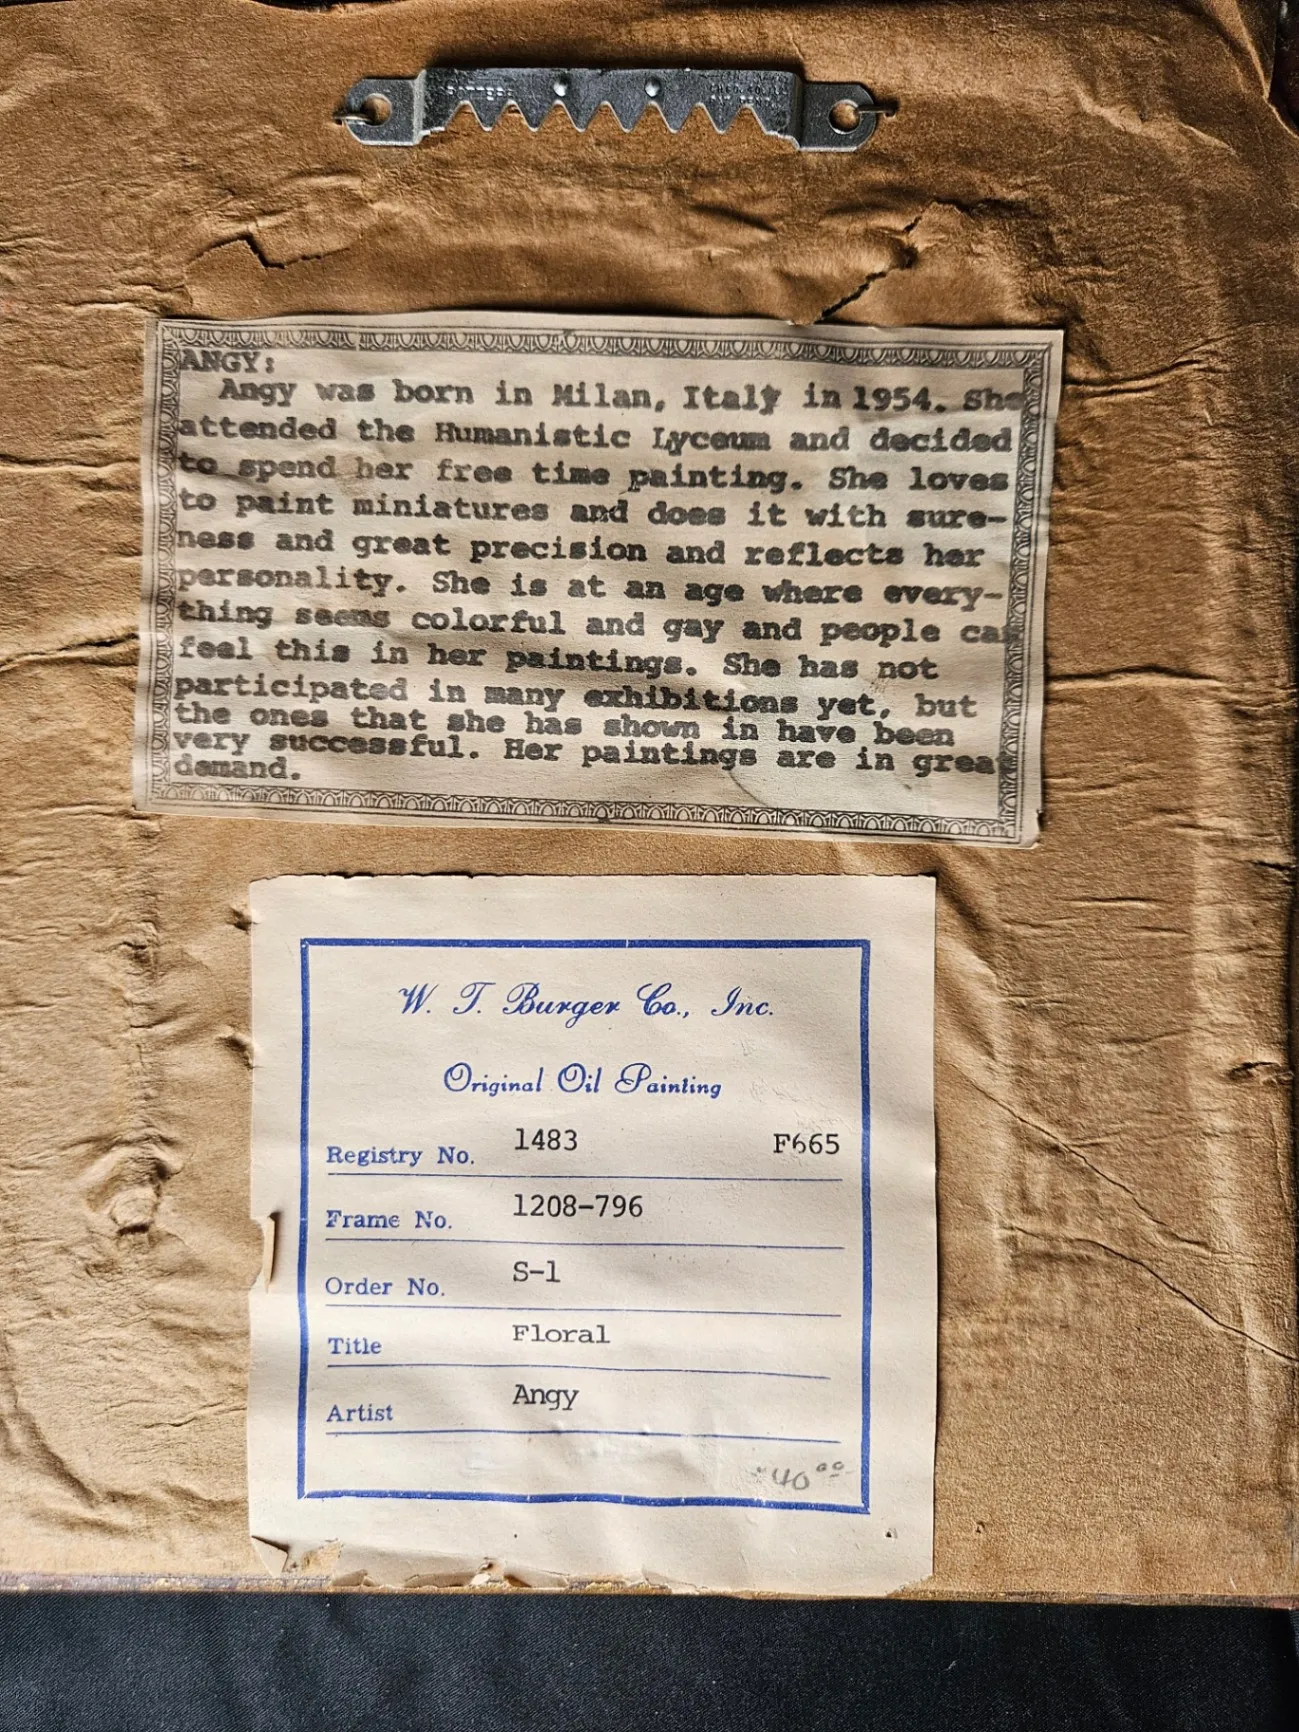 ANGY:
Angy was born in Milan, Italy in 1954. She
attended the Humanistic Lyceum and decided
to spend her free time painting. She loves
to paint miniatures and does it with sure-
ness and great precision and reflects her
personality. She is at an age where every-
thing seems colorful and gay and people can
feel this in her paintings. She has not
participated in many exhibitions yet, but
the ones that she has shown in have been
very successful. Her paintings are in great
demand.
W. T. Burger Co., Inc.
Original Oil Painting
Registry No. 1483 F665
Frame No. 1208-796
Order No. S-1
Title Floral
Artist Angy
40.00